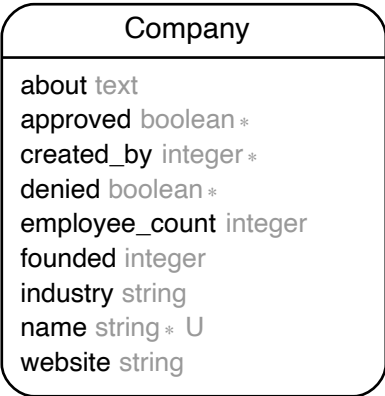 Company
about text
approved boolean *
created_by integer *
denied boolean *
employee_count integer
founded integer
industry string
name string * U
website string